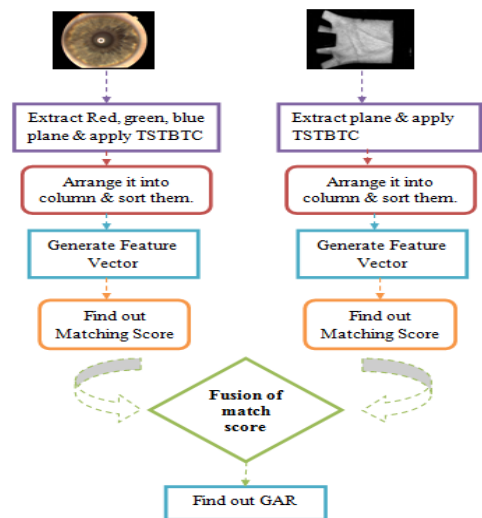 Extract Red, green, blue
plane & apply TSTBTC
Arrange it into
column & sort them.
Generate Feature
Vector
Find out
Matching Score
Extract plane & apply
TSTBTC
Arrange it into
column & sort them.
Generate Feature
Vector
Find out
Matching Score
Fusion of
match
score
Find out GAR